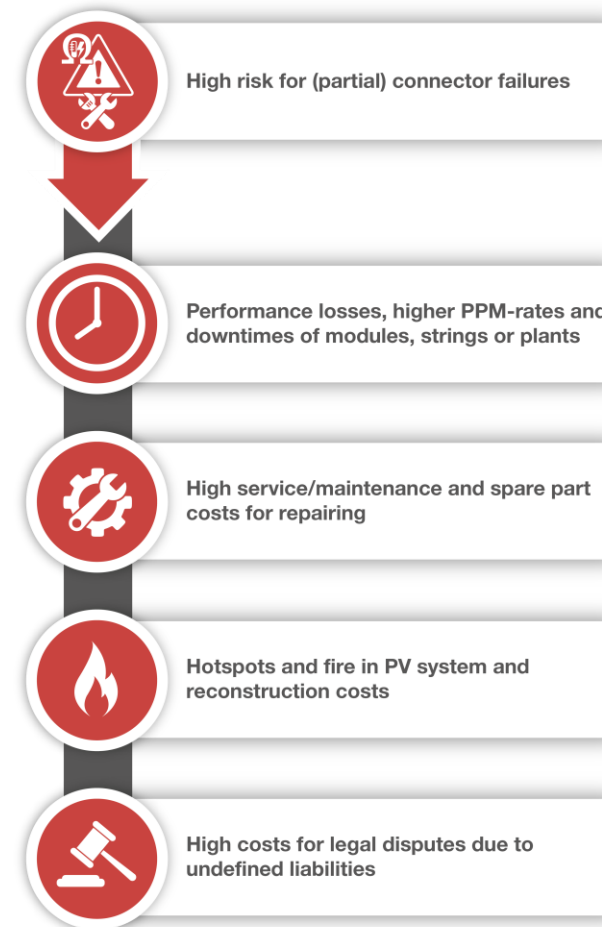 Ω
High risk for (partial) connector failures
Performance losses, higher PPM-rates and
downtimes of modules, strings or plants
High service/maintenance and spare part
costs for repairing
Hotspots and fire in PV system and
reconstruction costs
High costs for legal disputes due to
undefined liabilities